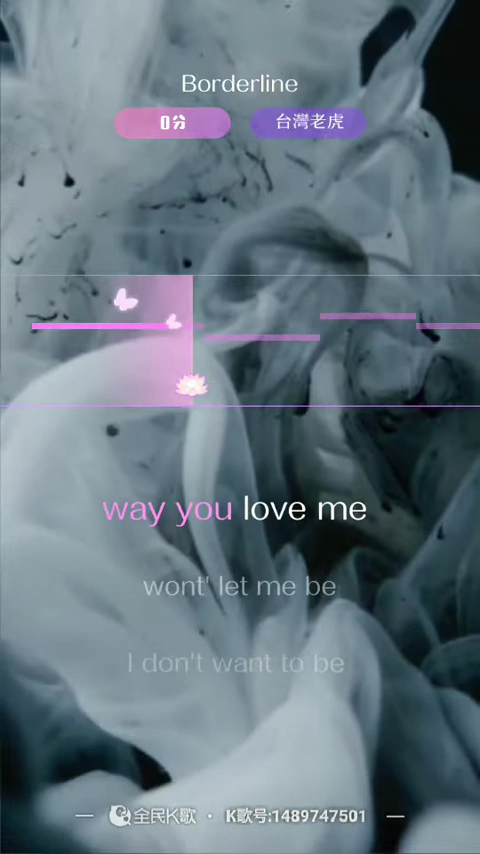 Borderline
0分
台灣老虎
way you love me
wont' let me be
I don't want to be
全民K歌 · K歌号:1489747501